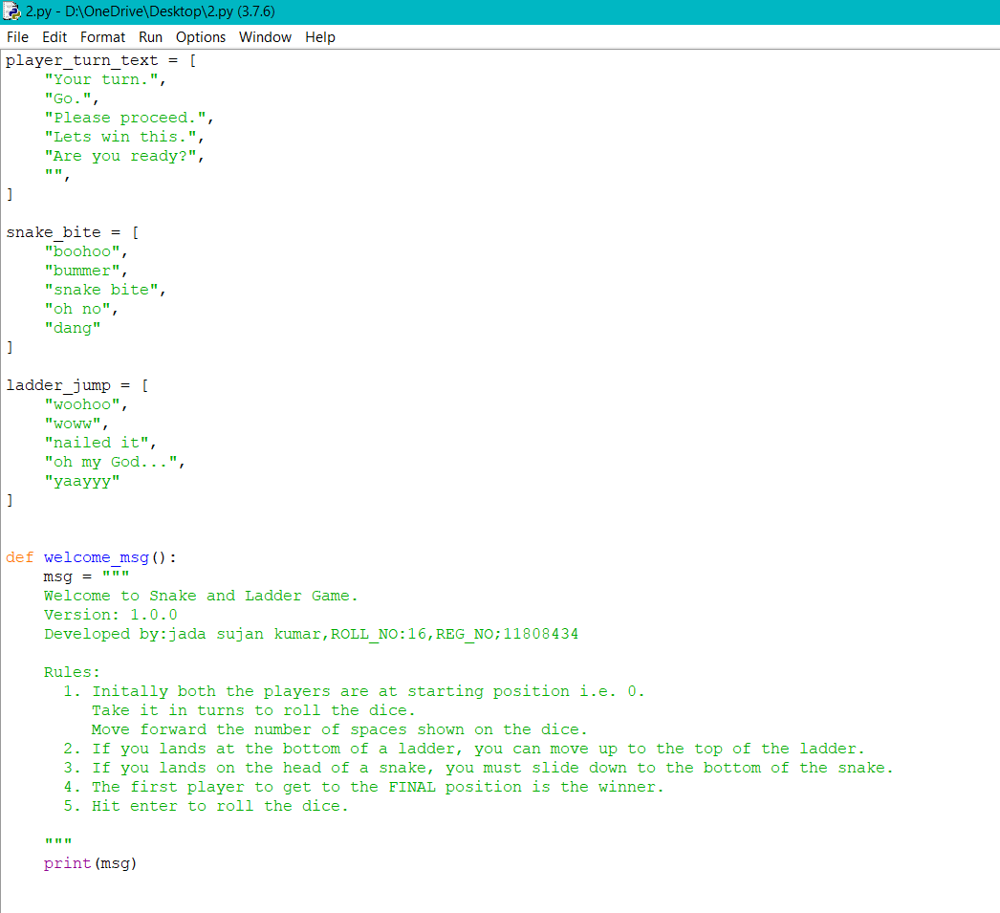 2.py - D:\OneDrive\Desktop\2.py (3.7.6)
File Edit Format Run Options Window Help
player_turn_text = [
    "Your turn.",
    "Go.",
    "Please proceed.",
    "Lets win this.",
    "Are you ready?",
    "",
]

snake_bite = [
    "boohoo",
    "bummer",
    "snake bite",
    "oh no",
    "dang"
]

ladder_jump = [
    "woohoo",
    "woww",
    "nailed it",
    "oh my God...",
    "yaayyy"
]


def welcome_msg():
    msg = """
    Welcome to Snake and Ladder Game.
    Version: 1.0.0
    Developed by:jada sujan kumar,ROLL_NO:16,REG_NO;11808434

    Rules:
      1. Initally both the players are at starting position i.e. 0.
         Take it in turns to roll the dice.
         Move forward the number of spaces shown on the dice.
      2. If you lands at the bottom of a ladder, you can move up to the top of the ladder.
      3. If you lands on the head of a snake, you must slide down to the bottom of the snake.
      4. The first player to get to the FINAL position is the winner.
      5. Hit enter to roll the dice.

    """
    print(msg)